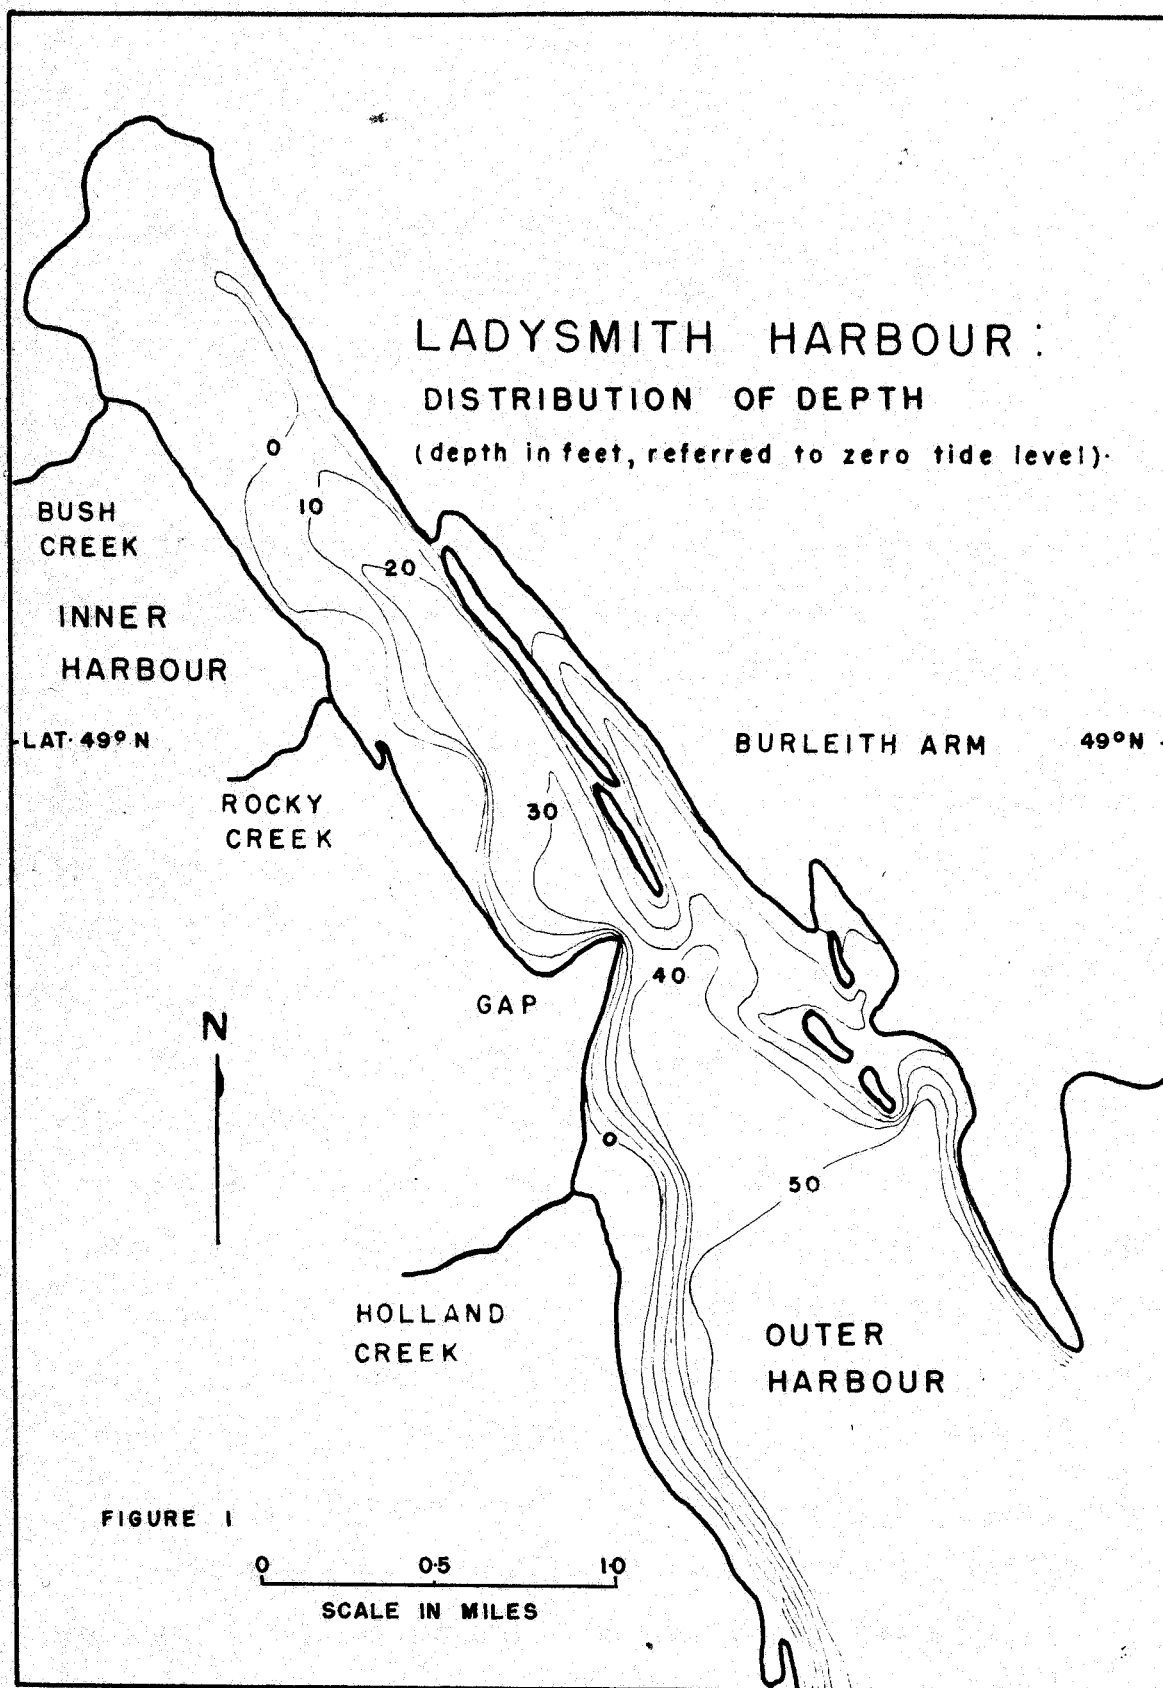 LADYSMITH HARBOUR :
DISTRIBUTION OF DEPTH
(depth in feet, referred to zero tide level).
0
10
20
BUSH
CREEK
INNER
HARBOUR
LAT. 49° N
BURLEITH ARM
49°N
ROCKY
CREEK
30
40
GAP
N
0
50
HOLLAND
CREEK
OUTER
HARBOUR
FIGURE 1
0 0.5 1.0
SCALE IN MILES